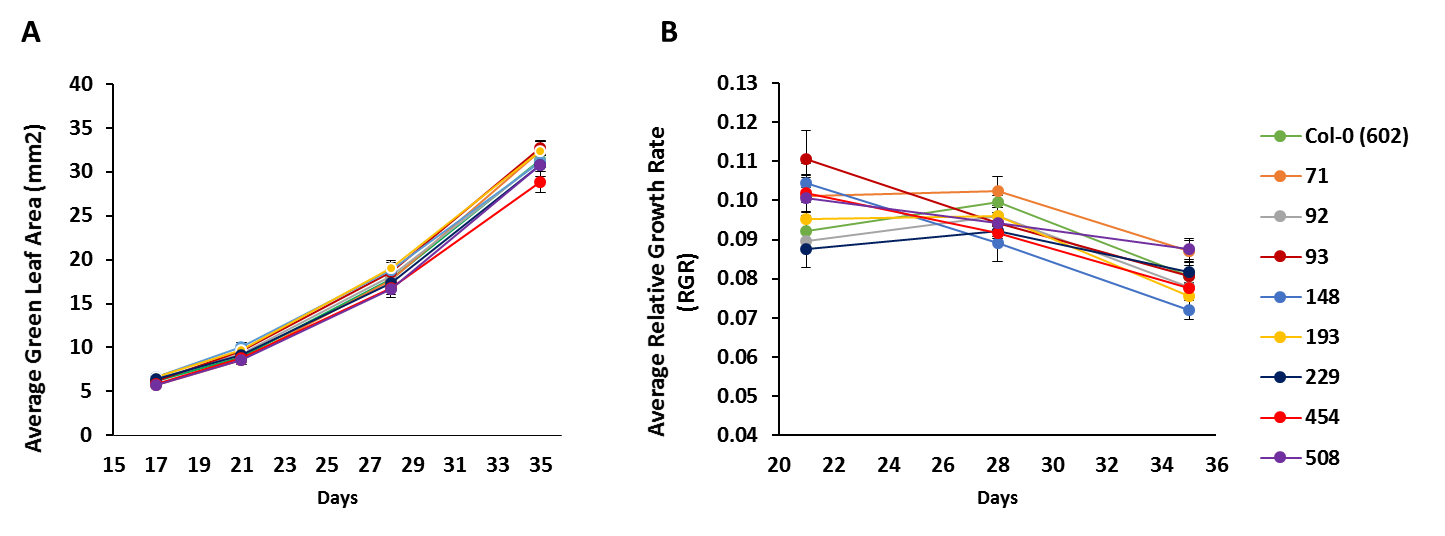 A
B
Average Green Leaf Area (mm2)
40
35
30
25
20
15
10
5
0
15 17 19 21 23 25 27 29 31 33 35
Days
Average Relative Growth Rate
(RGR)
0.13
0.12
0.11
0.10
0.09
0.08
0.07
0.06
0.05
0.04
20 22 24 26 28 30 32 34 36
Days
Col-0 (602)
71
92
93
148
193
229
454
508